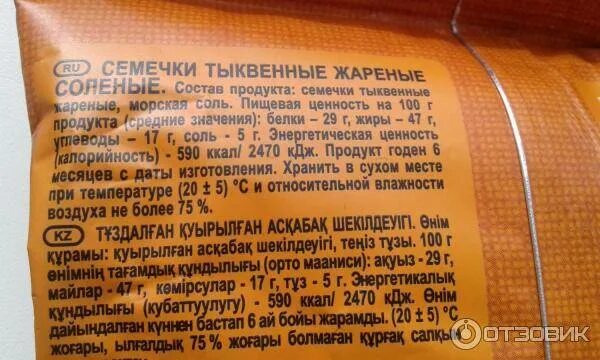 RU СЕМЕЧКИ ТЫКВЕННЫЕ ЖАРЕНЫЕ
СОЛЕНЫЕ. Состав продукта: семечки тыквенные
жареные, морская соль. Пищевая ценность на 100 г
продукта (средние значения): белки – 29 г, жиры – 47 г,
углеводы – 17 г, соль - 5 г. Энергетическая ценность
(калорийность) - 590 ккал/ 2470 кДж. Продукт годен 6
месяцев с даты изготовления. Хранить в сухом месте
при температуре (20 ± 5) °С и относительной влажности
воздуха не более 75 %.
KZ ТҰЗДАЛҒАН ҚУЫРЫЛҒАН АСҚАБАҚ ШЕКІЛДЕУІГІ. Өнім
құрамы: қуырылған асқабақ шекілдеуігі, теңіз тұзы. 100 г
өнімнің тағамдық құндылығы (орто мааниси): ақуыз - 29 г,
майлар - 47 г, көмірсулар - 17 г, тұз - 5 г. Энергетикалық
құндылығы (кубаттуулугу) - 590 ккал/ 2470 кДж. Өнім
дайындалған күннен бастап 6 ай бойы жарамды. (20 ± 5) °С
жоғары, ылғалдық 75 % жоғары болмаған құрғақ салқын
ОТЗОВИК